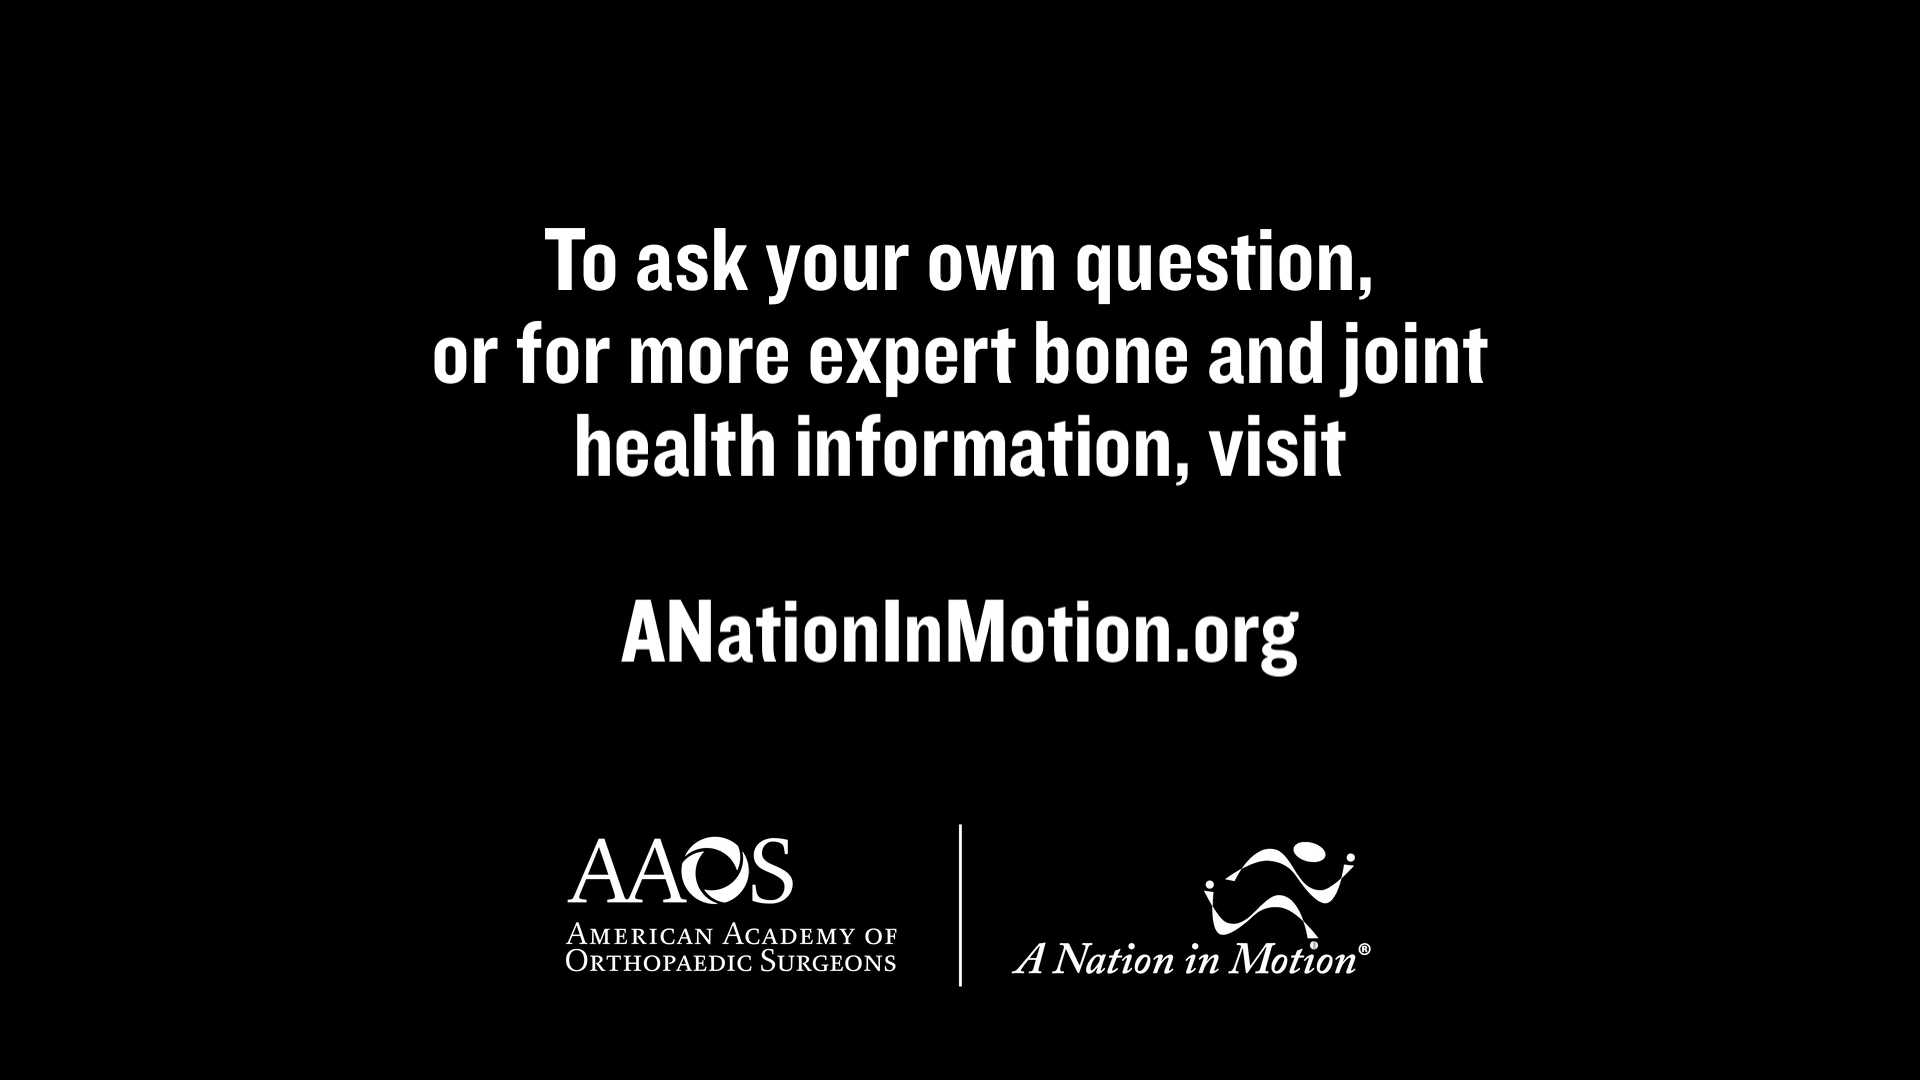 To ask your own question,
or for more expert bone and joint
health information, visit
ANationInMotion.org
AAOS
AMERICAN ACADEMY OF
ORTHOPAEDIC SURGEONS
A Nation in Motion®